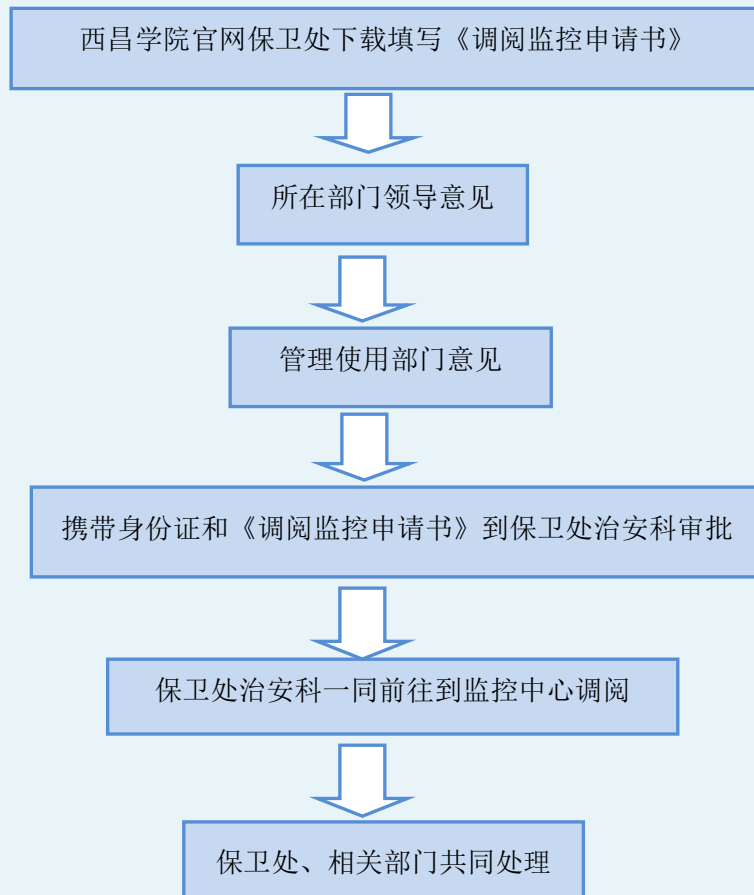 西昌学院官网保卫处下载填写《调阅监控申请书》
所在部门领导意见
管理使用部门意见
携带身份证和《调阅监控申请书》到保卫处治安科审批
保卫处治安科一同前往到监控中心调阅
保卫处、相关部门共同处理